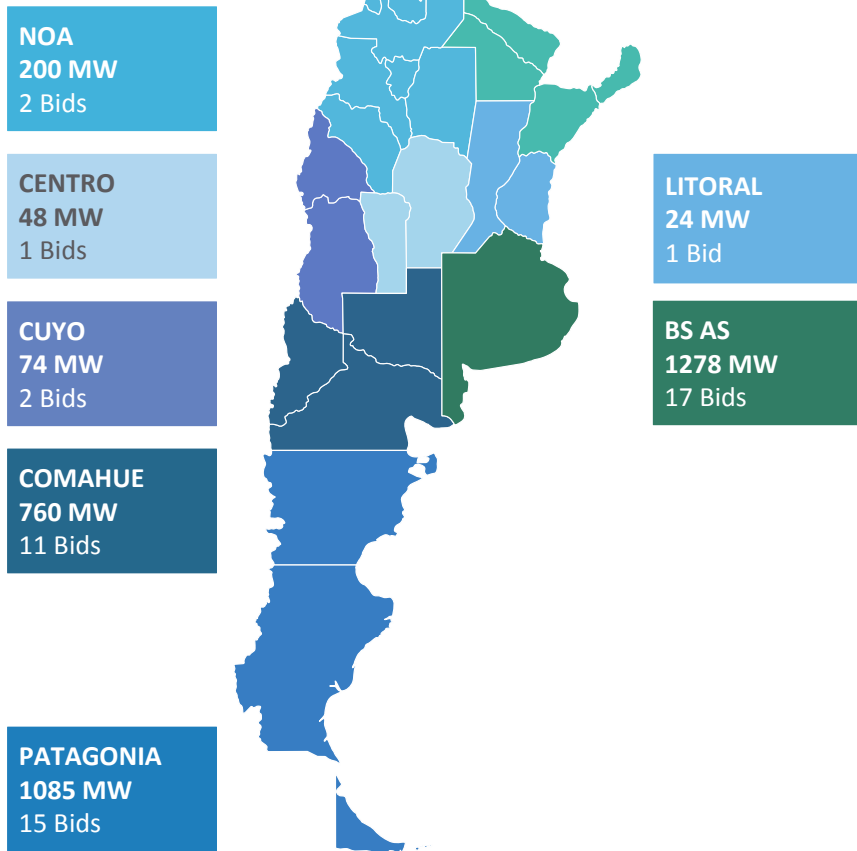 NOA
200 MW
2 Bids
CENTRO
48 MW
1 Bids
CUYO
74 MW
2 Bids
COMAHUE
760 MW
11 Bids
PATAGONIA
1085 MW
15 Bids
LITORAL
24 MW
1 Bid
BS AS
1278 MW
17 Bids